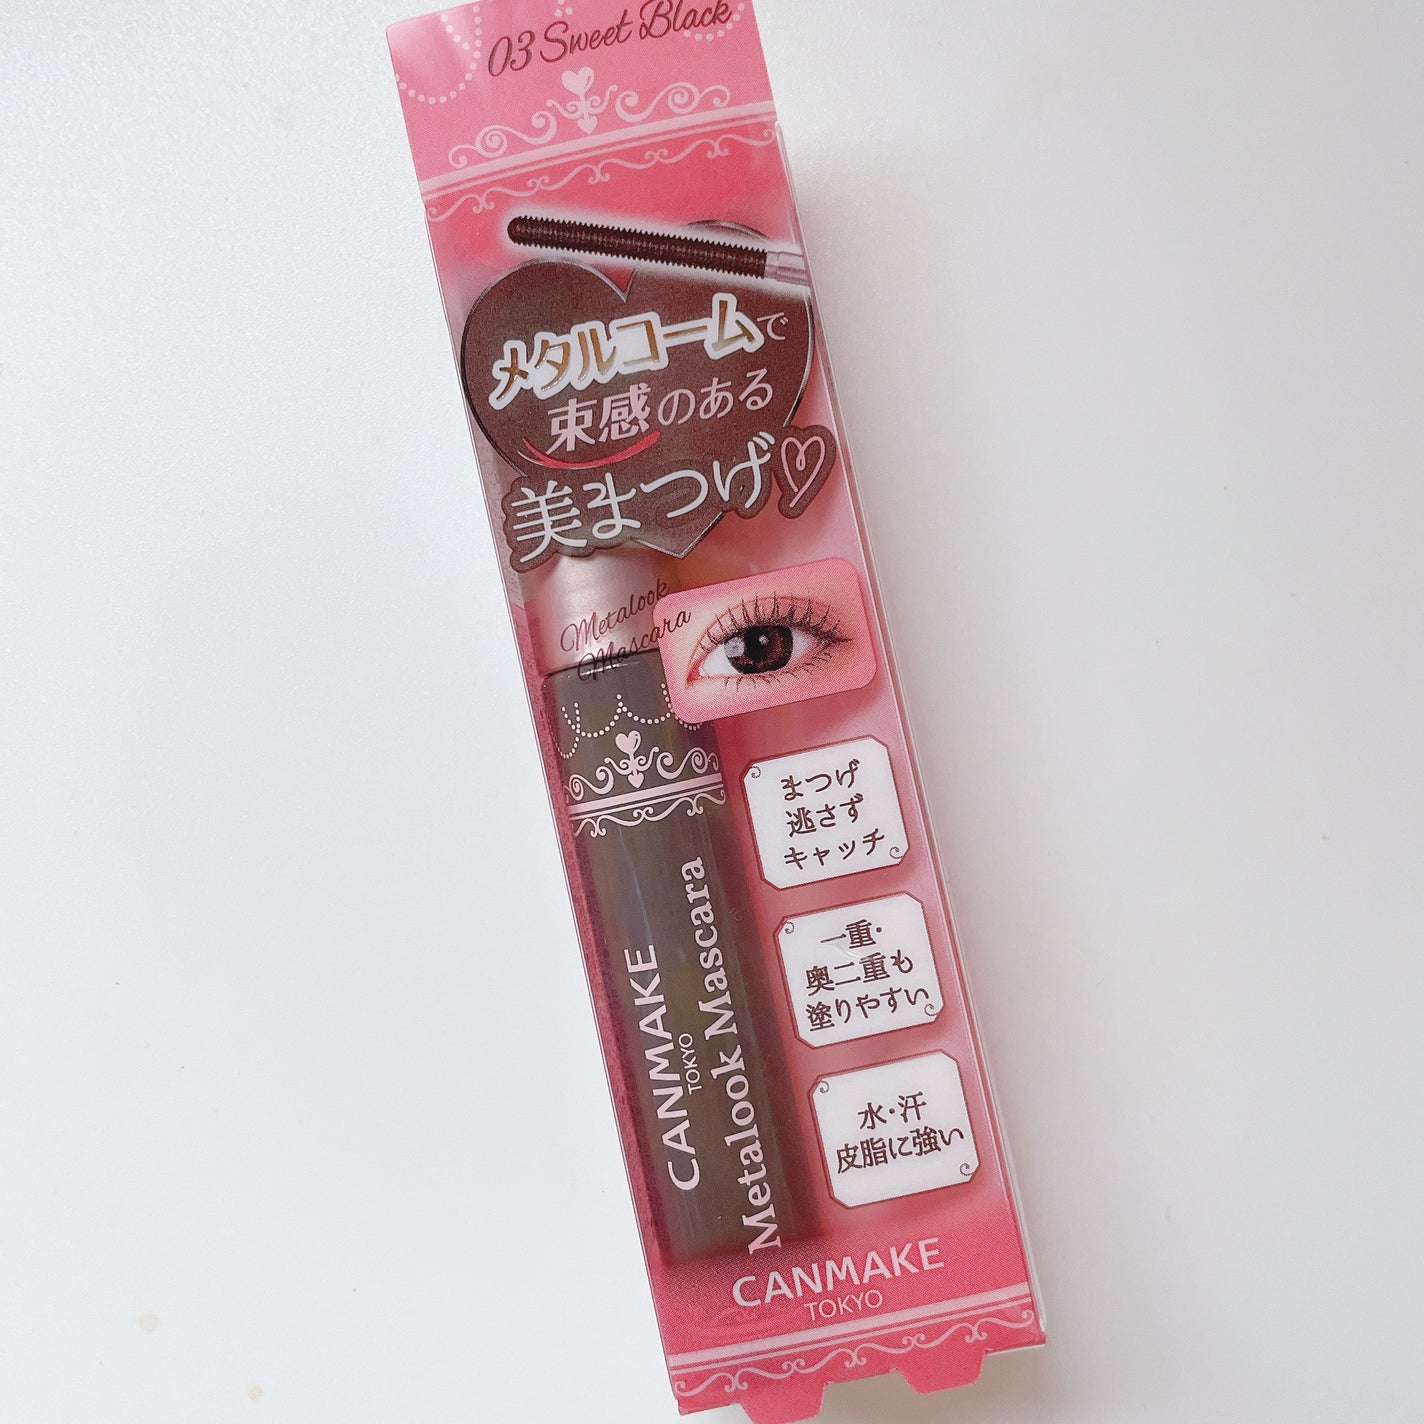 03 Sweet Black
メタルコームで
束感のある
美まつげ♡
Metalook
Mascara
まつげ
逃さず
キャッチ
一重・
奥二重も
塗りやすい
水・汗
皮脂に強い
CANMAKE
TOKYO
Metalook Mascara
CANMAKE
TOKYO